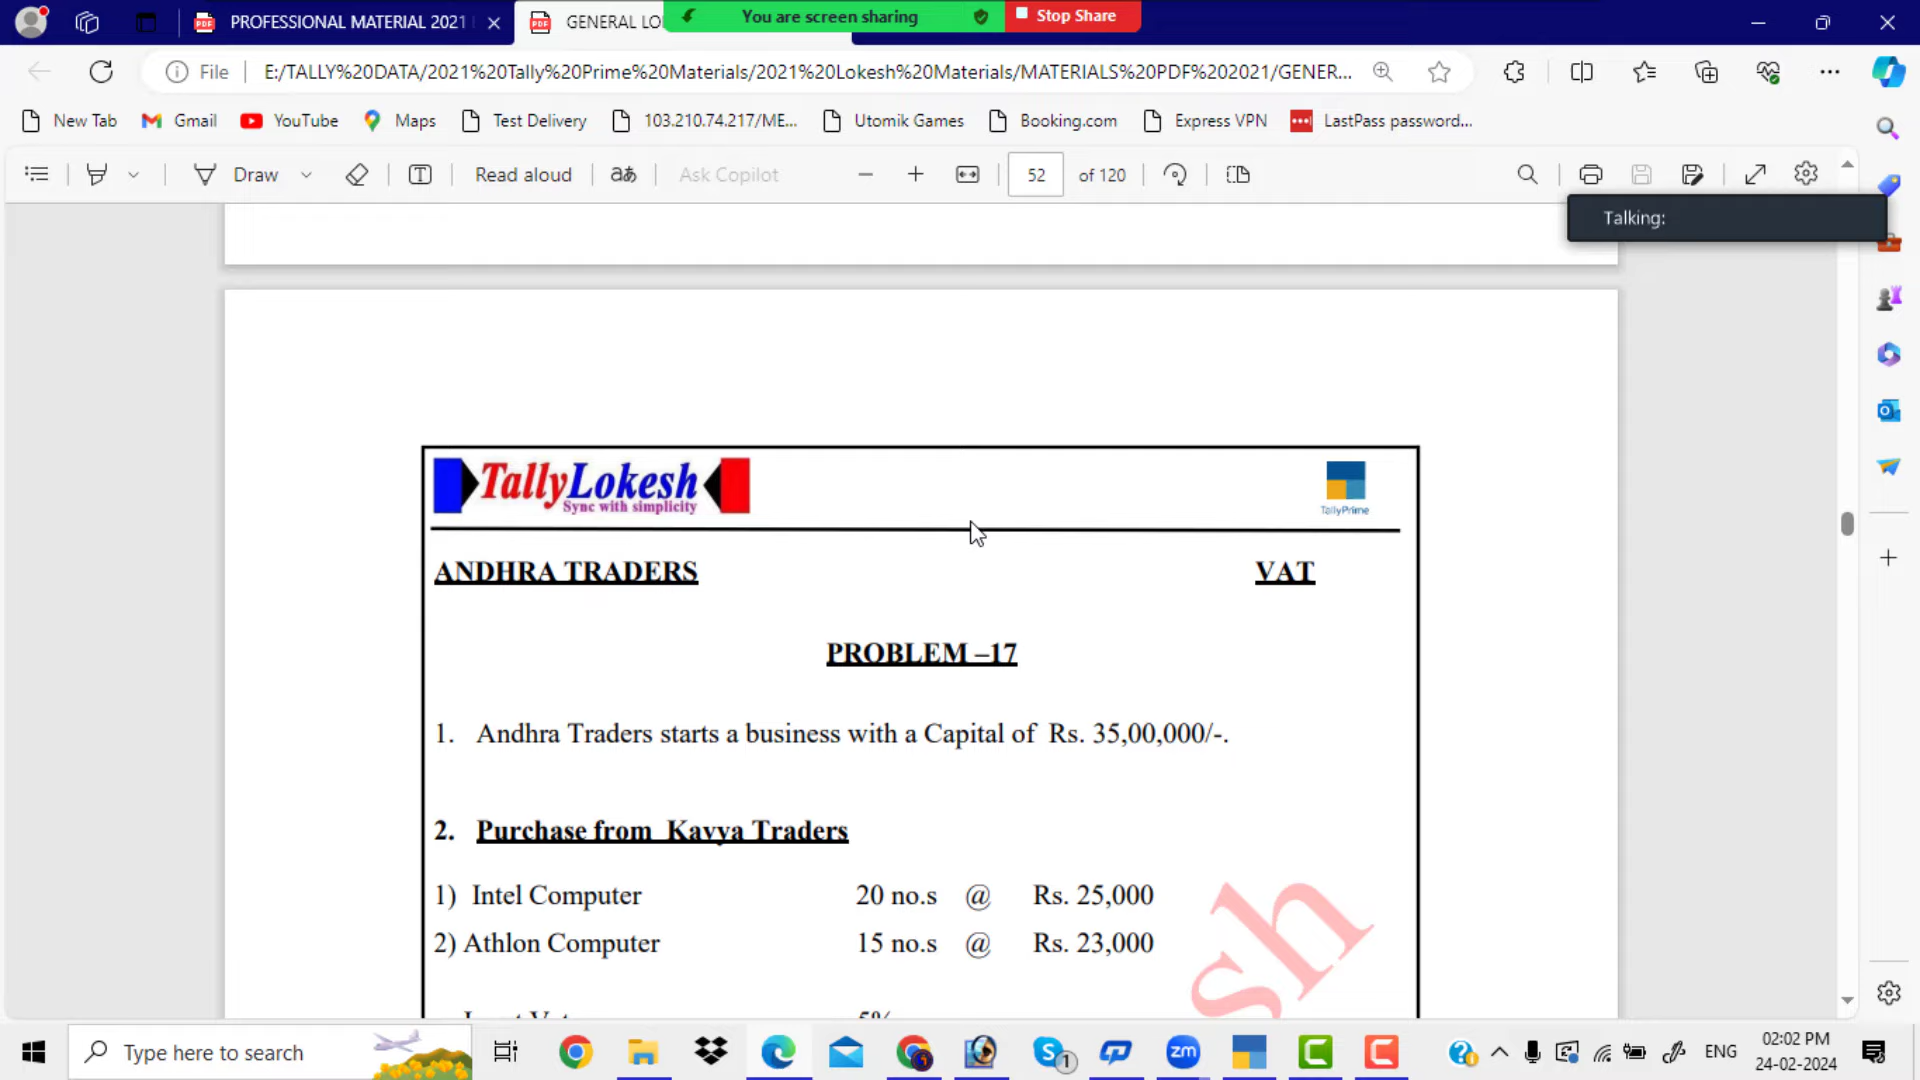 PROFESSIONAL MATERIAL 2021
GENERAL LO
You are screen sharing
Stop Share
File
E:/TALLY%20DATA/2021%20Tally%20Prime%20Materials/2021%20Lokesh%20Materials/MATERIALS%20PDF%202021/GENER...
New Tab
Gmail
YouTube
Maps
Test Delivery
103.210.74.217/ME...
Utomik Games
Booking.com
Express VPN
LastPass password...
Draw
Read aloud
aあ
Ask Copilot
52
of 120
Talking:
TallyLokesh
Sync with simplicity
TallyPrime
ANDHRA TRADERS
VAT
PROBLEM –17
1. Andhra Traders starts a business with a Capital of Rs. 35,00,000/-.
2. Purchase from Kavya Traders
1) Intel Computer 20 no.s @ Rs. 25,000
2) Athlon Computer 15 no.s @ Rs. 23,000
sh
Type here to search
zm
ENG
02:02 PM
24-02-2024